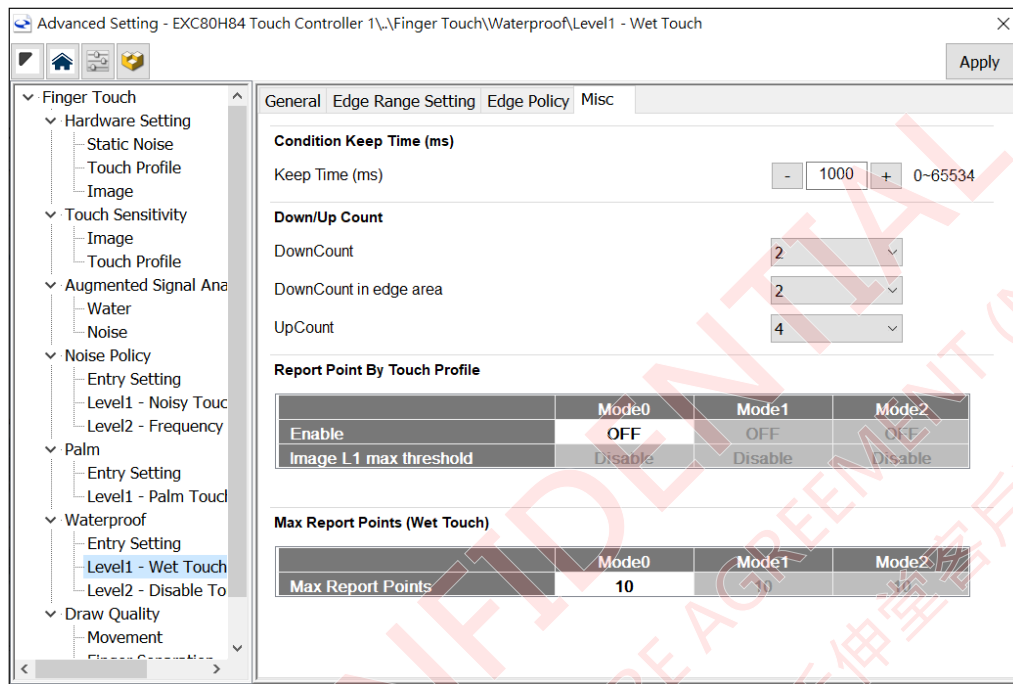 Advanced Setting - EXC80H84 Touch Controller 1\..\Finger Touch\Waterproof\Level1 - Wet Touch
Apply
Finger Touch
Hardware Setting
Static Noise
Touch Profile
Image
Touch Sensitivity
Image
Touch Profile
Augmented Signal Ana
Water
Noise
Noise Policy
Entry Setting
Level1 - Noisy Touc
Level2 - Frequency
Palm
Entry Setting
Level1 - Palm Touch
Waterproof
Entry Setting
Level1 - Wet Touch
Level2 - Disable To
Draw Quality
Movement
Finger Separation
General Edge Range Setting Edge Policy Misc
Condition Keep Time (ms)
Keep Time (ms) - 1000 + 0~65534
Down/Up Count
DownCount 2
DownCount in edge area 2
UpCount 4
Report Point By Touch Profile
Mode0 Mode1 Mode2
Enable OFF OFF OFF
Image L1 max threshold Disable Disable Disable
Max Report Points (Wet Touch)
Mode0 Mode1 Mode2
Max Report Points 10 10 10
CONFIDENTIAL
RE AGREEMENT (N